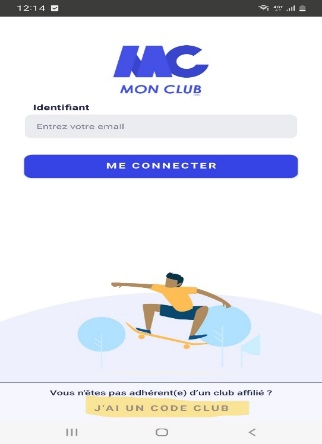 12:14
MC
MON CLUB
Identifiant
Entrez votre email
ME CONNECTER
Vous n'êtes pas adhérent(e) d'un club affilié ?
J'AI UN CODE CLUB